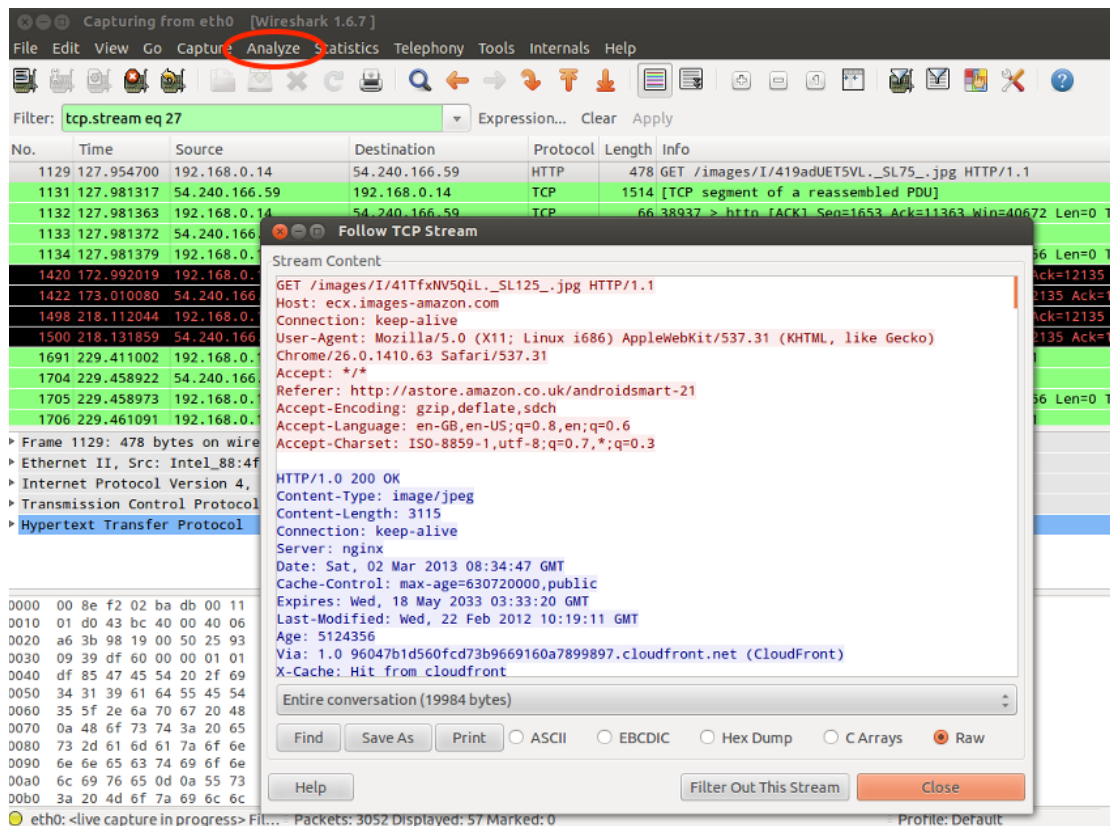 Capturing from eth0 [Wireshark 1.6.7 ]
File Edit View Go Capture Analyze Statistics Telephony Tools Internals Help
Filter: tcp.stream eq 27 Expression... Clear Apply
No. Time Source Destination Protocol Length Info
1129 127.954700 192.168.0.14 54.240.166.59 HTTP 478 GET /images/I/419adUET5VL._SL75_.jpg HTTP/1.1
1131 127.981317 54.240.166.59 192.168.0.14 TCP 1514 [TCP segment of a reassembled PDU]
1132 127.981363 192.168.0.14 54.240.166.59 TCP 66 38937 > http [ACK] Seq=1653 Ack=11363 Win=40672 Len=0 T
1133 127.981372 54.240.166.
1134 127.981379 192.168.0.1 56 Len=0 T
1420 172.992019 192.168.0.1 Ack=12135
1422 173.010080 54.240.166. 2135 Ack=1
1498 218.112044 192.168.0.1 Ack=12135
1500 218.131859 54.240.166. 2135 Ack=1
1691 229.411002 192.168.0.1
1704 229.458922 54.240.166.
1705 229.458973 192.168.0.1 56 Len=0 T
1706 229.461091 192.168.0.1
Follow TCP Stream
Stream Content
GET /images/I/41TfxNV5QiL._SL125_.jpg HTTP/1.1
Host: ecx.images-amazon.com
Connection: keep-alive
User-Agent: Mozilla/5.0 (X11; Linux i686) AppleWebKit/537.31 (KHTML, like Gecko)
Chrome/26.0.1410.63 Safari/537.31
Accept: */*
Referer: http://astore.amazon.co.uk/androidsmart-21
Accept-Encoding: gzip,deflate,sdch
Accept-Language: en-GB,en-US;q=0.8,en;q=0.6
Accept-Charset: ISO-8859-1,utf-8;q=0.7,*;q=0.3
HTTP/1.0 200 OK
Content-Type: image/jpeg
Content-Length: 3115
Connection: keep-alive
Server: nginx
Date: Sat, 02 Mar 2013 08:34:47 GMT
Cache-Control: max-age=630720000,public
Expires: Wed, 18 May 2033 03:33:20 GMT
Last-Modified: Wed, 22 Feb 2012 10:19:11 GMT
Age: 5124356
Via: 1.0 96047b1d560fcd73b9669160a7899897.cloudfront.net (CloudFront)
X-Cache: Hit from cloudfront
Entire conversation (19984 bytes)
Find Save As Print ASCII EBCDIC Hex Dump C Arrays Raw
Help Filter Out This Stream Close
Frame 1129: 478 bytes on wire
Ethernet II, Src: Intel_88:4f
Internet Protocol Version 4,
Transmission Control Protocol
Hypertext Transfer Protocol
0000 00 8e f2 02 ba db 00 11
0010 01 d0 43 bc 40 00 40 06
0020 a6 3b 98 19 00 50 25 93
0030 09 39 df 60 00 00 01 01
0040 df 85 47 45 54 20 2f 69
0050 34 31 39 61 64 55 45 54
0060 35 5f 2e 6a 70 67 20 48
0070 0a 48 6f 73 74 3a 20 65
0080 73 2d 61 6d 61 7a 6f 6e
0090 6e 6e 65 63 74 69 6f 6e
00a0 6c 69 76 65 0d 0a 55 73
00b0 3a 20 4d 6f 7a 69 6c 6c
eth0: <live capture in progress> Fil... Packets: 3052 Displayed: 57 Marked: 0 Profile: Default